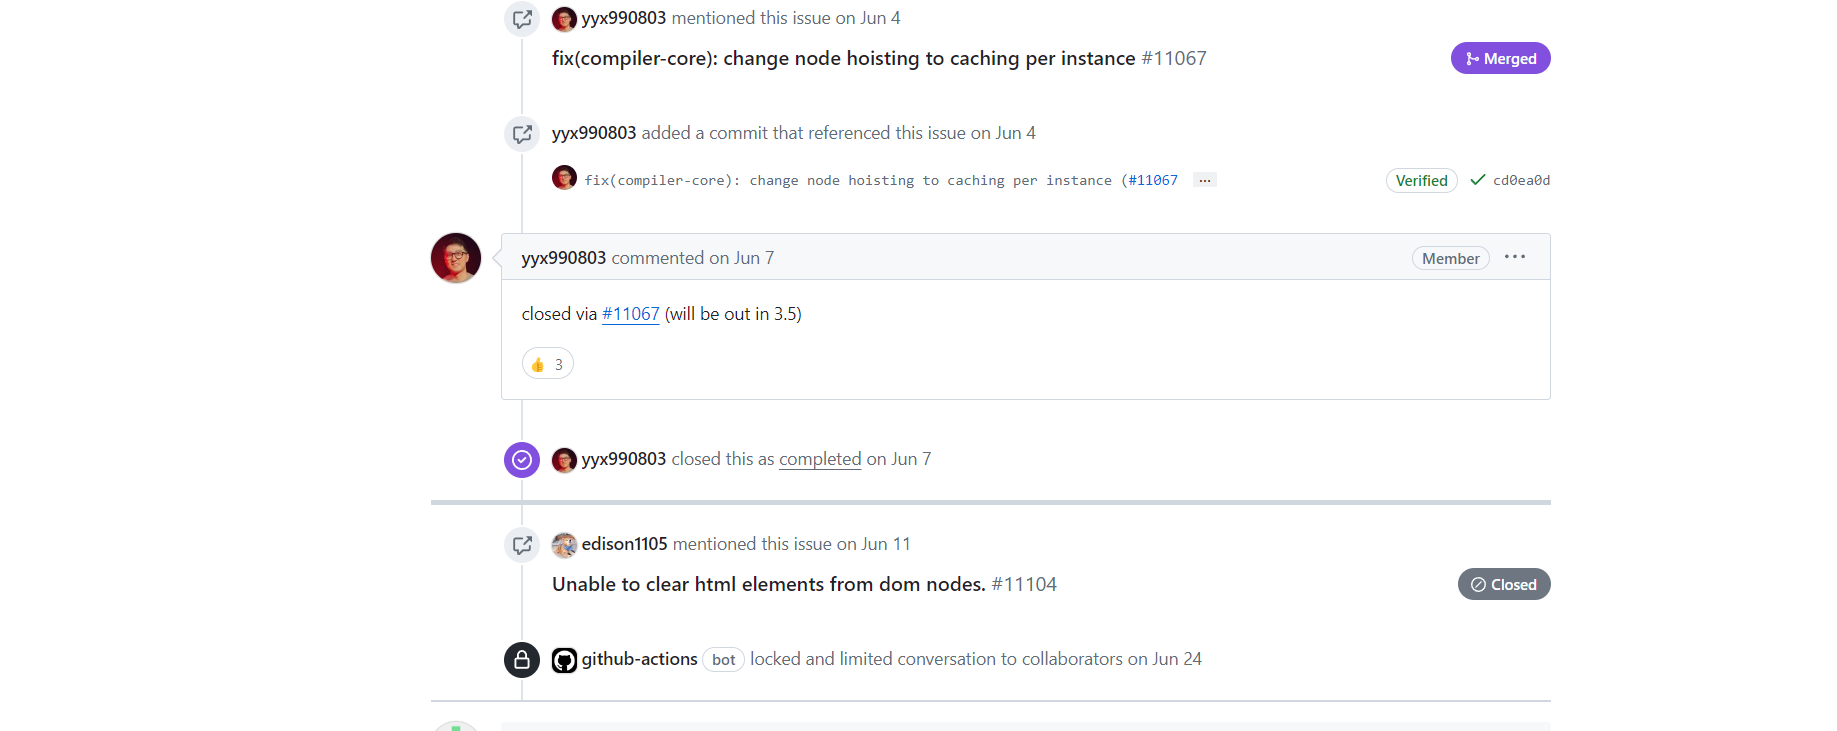 yyx990803 mentioned this issue on Jun 4
fix(compiler-core): change node hoisting to caching per instance #11067
Merged
yyx990803 added a commit that referenced this issue on Jun 4
fix(compiler-core): change node hoisting to caching per instance (#11067 ...
Verified cd0ea0d
yyx990803 commented on Jun 7
Member
closed via #11067 (will be out in 3.5)
3
yyx990803 closed this as completed on Jun 7
edison1105 mentioned this issue on Jun 11
Unable to clear html elements from dom nodes. #11104
Closed
github-actions bot locked and limited conversation to collaborators on Jun 24